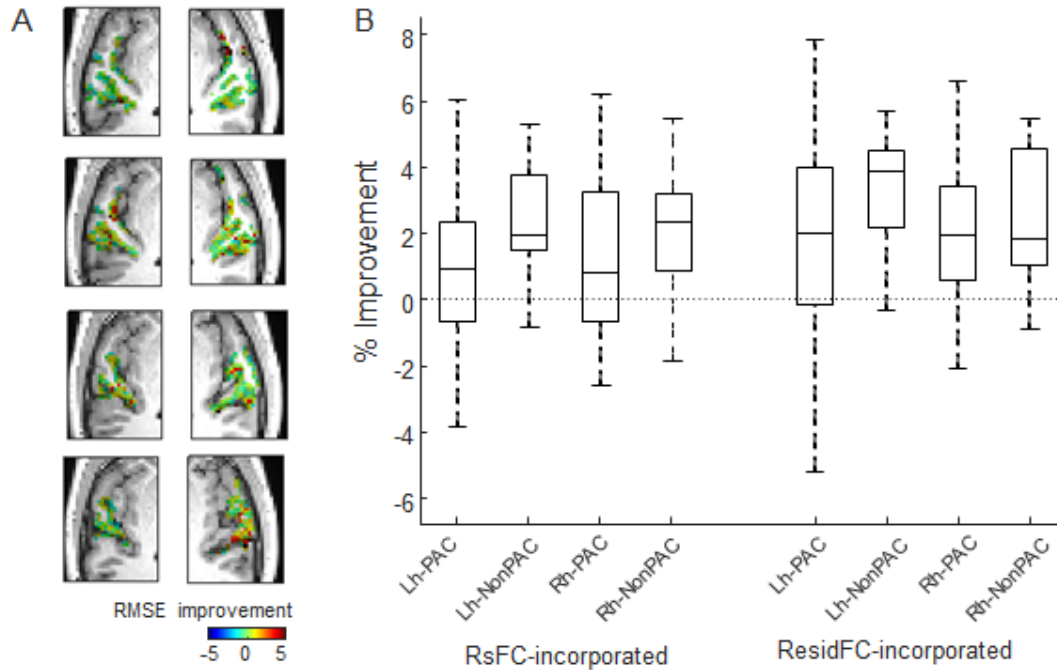 A
RMSE improvement
-5 0 5
B
% Improvement
8
6
4
2
0
-2
-4
-6
Lh-PAC
Lh-NonPAC
Rh-PAC
Rh-NonPAC
Lh-PAC
Lh-NonPAC
Rh-PAC
Rh-NonPAC
RsFC-incorporated
ResidFC-incorporated